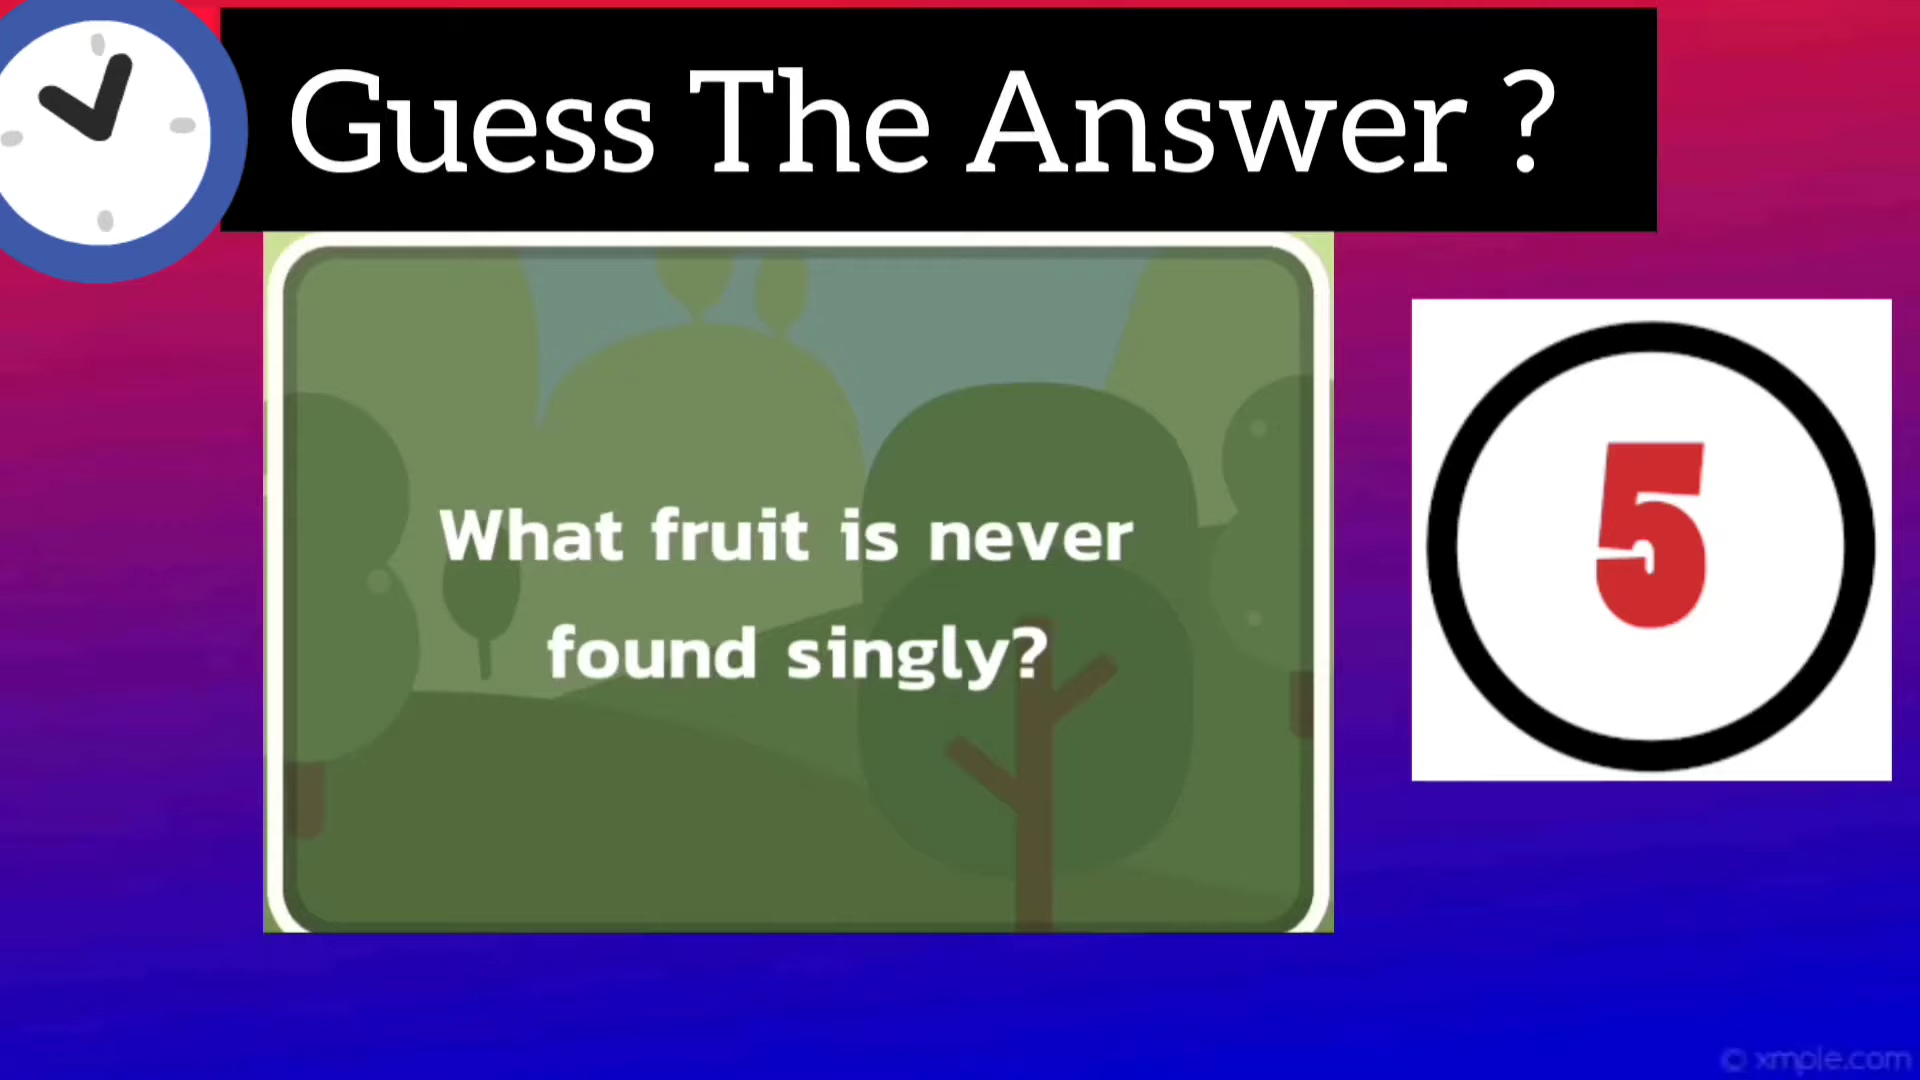 Guess The Answer ?
What fruit is never
found singly?
5
© xmple.com